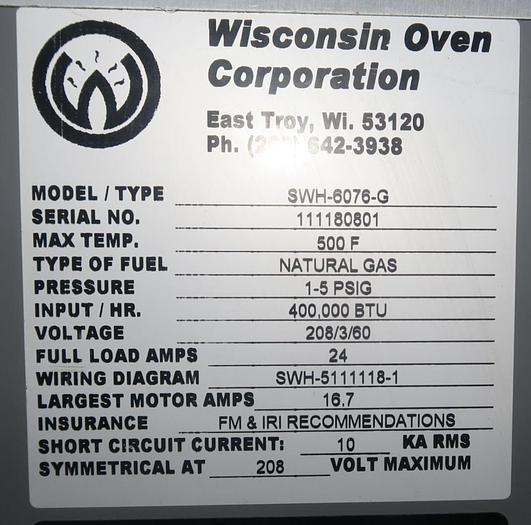 Wisconsin Oven
Corporation
East Troy, Wi. 53120
Ph. 642-3938
MODEL / TYPE SWH-6076-G
SERIAL NO. 111180801
MAX TEMP. 500 F
TYPE OF FUEL NATURAL GAS
PRESSURE 1-5 PSIG
INPUT / HR. 400,000 BTU
VOLTAGE 208/3/60
FULL LOAD AMPS 24
WIRING DIAGRAM SWH-5111118-1
LARGEST MOTOR AMPS 16.7
INSURANCE FM & IRI RECOMMENDATIONS
SHORT CIRCUIT CURRENT: 10 KA RMS
SYMMETRICAL AT 208 VOLT MAXIMUM